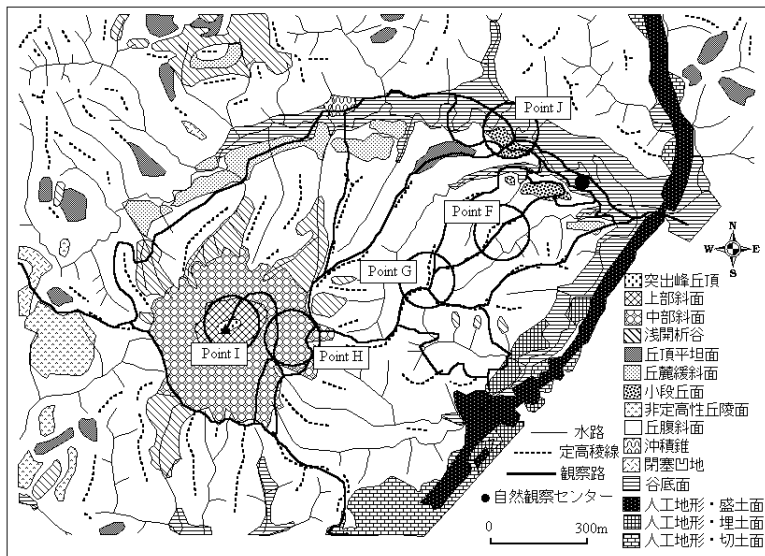 Point J
Point F
Point G
Point I
Point H
N
W E
S
突出峰丘頂
上部斜面
中部斜面
浅開析谷
丘頂平坦面
丘麓緩斜面
小段丘面
非定高性丘陵面
丘腹斜面
沖積錐
閉塞凹地
谷底面
人工地形・盛土面
人工地形・埋土面
人工地形・切土面
水路
定高稜線
観察路
自然観察センター
0 300m